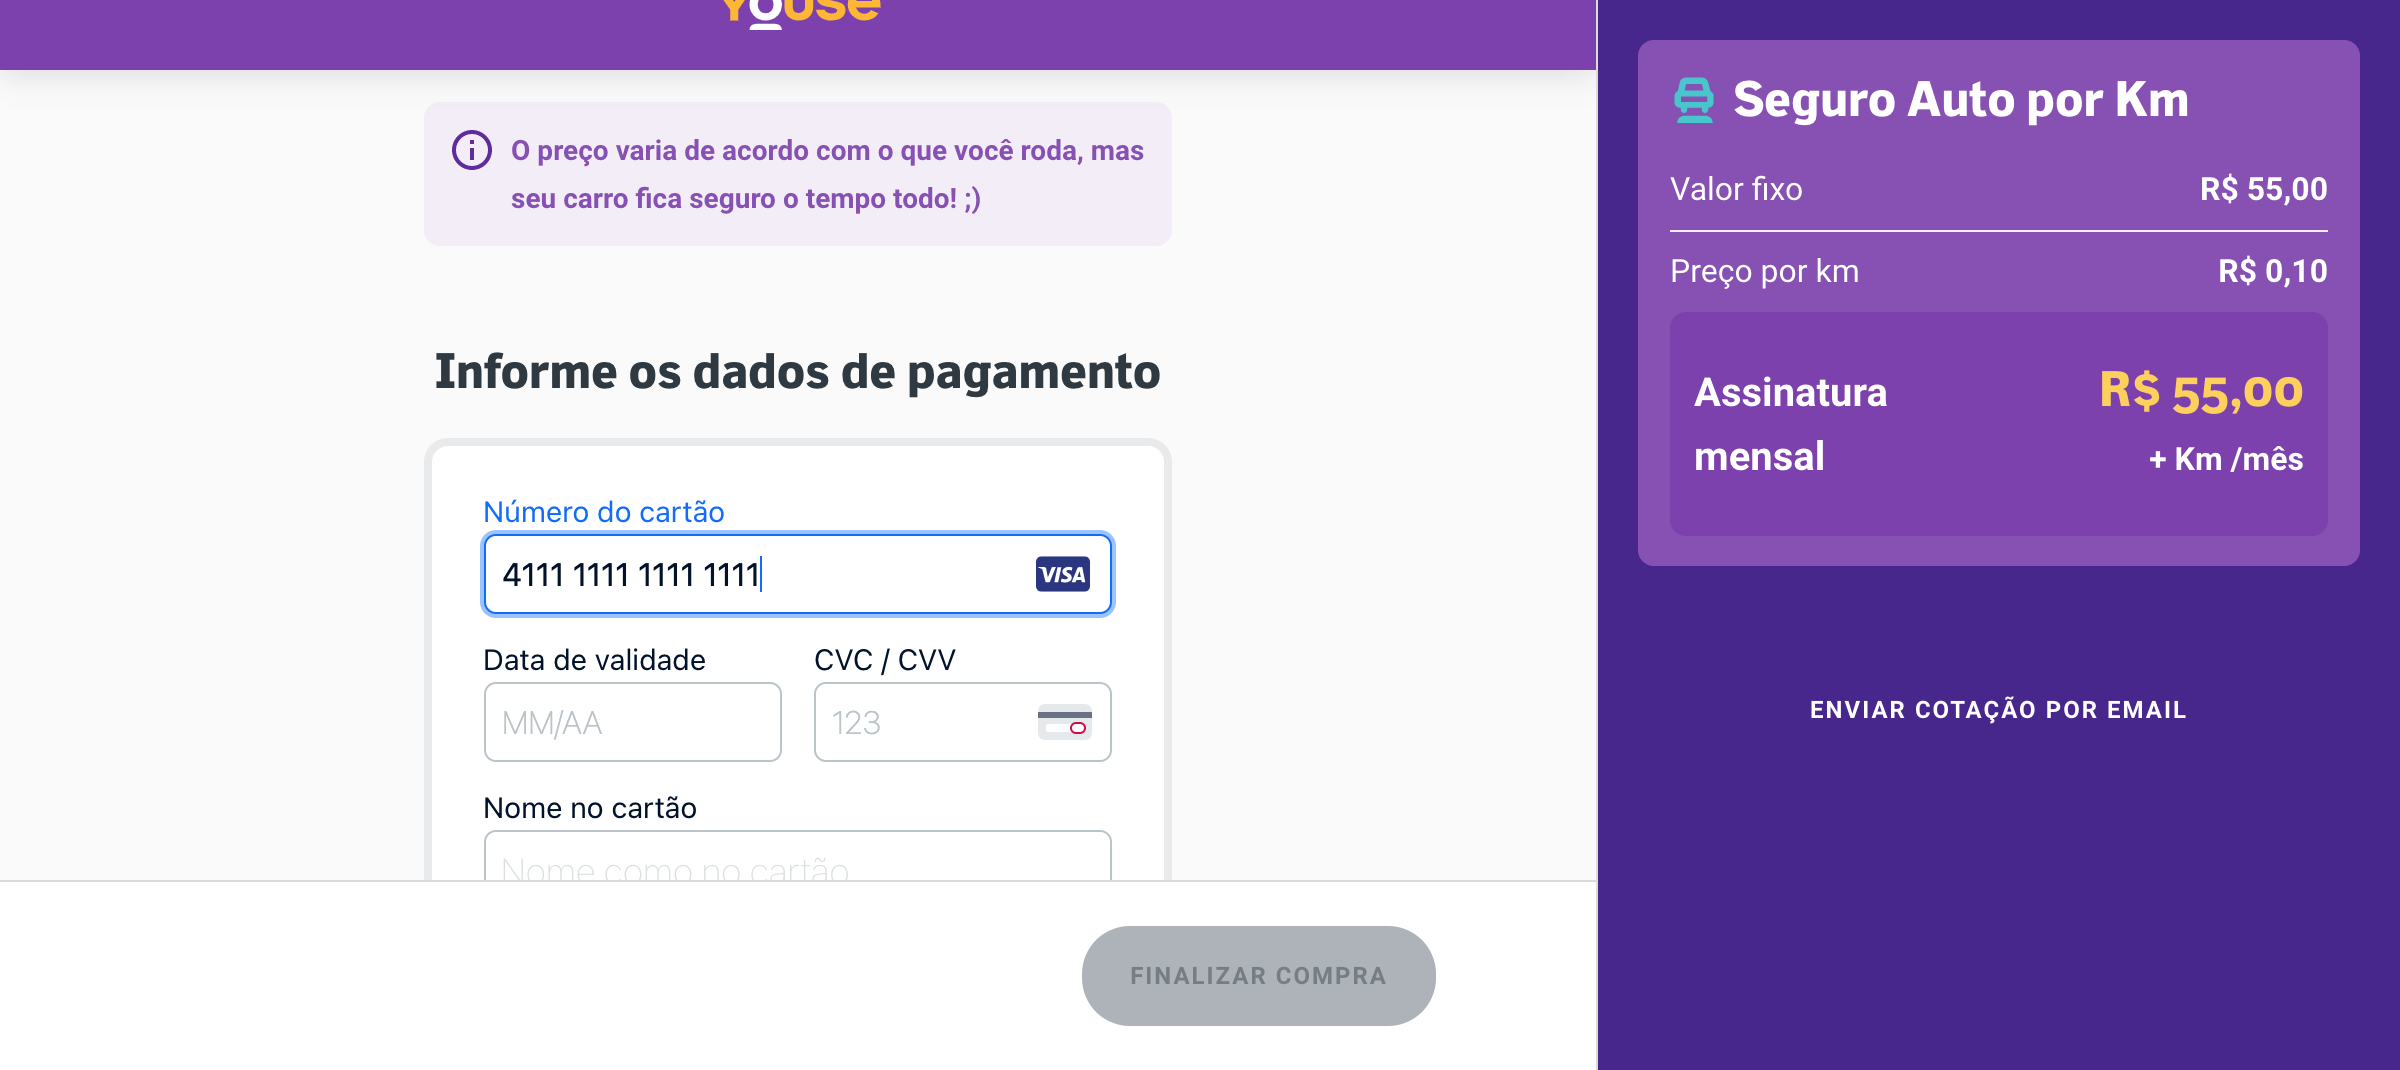 Youse
O preço varia de acordo com o que você roda, mas
seu carro fica seguro o tempo todo! ;)
Informe os dados de pagamento
Número do cartão
4111 1111 1111 1111
VISA
Data de validade
MM/AA
CVC / CVV
123
Nome no cartão
Nome como no cartão
FINALIZAR COMPRA
Seguro Auto por Km
Valor fixo R$ 55,00
Preço por km R$ 0,10
Assinatura mensal
R$ 55,00
+ Km /mês
ENVIAR COTAÇÃO POR EMAIL